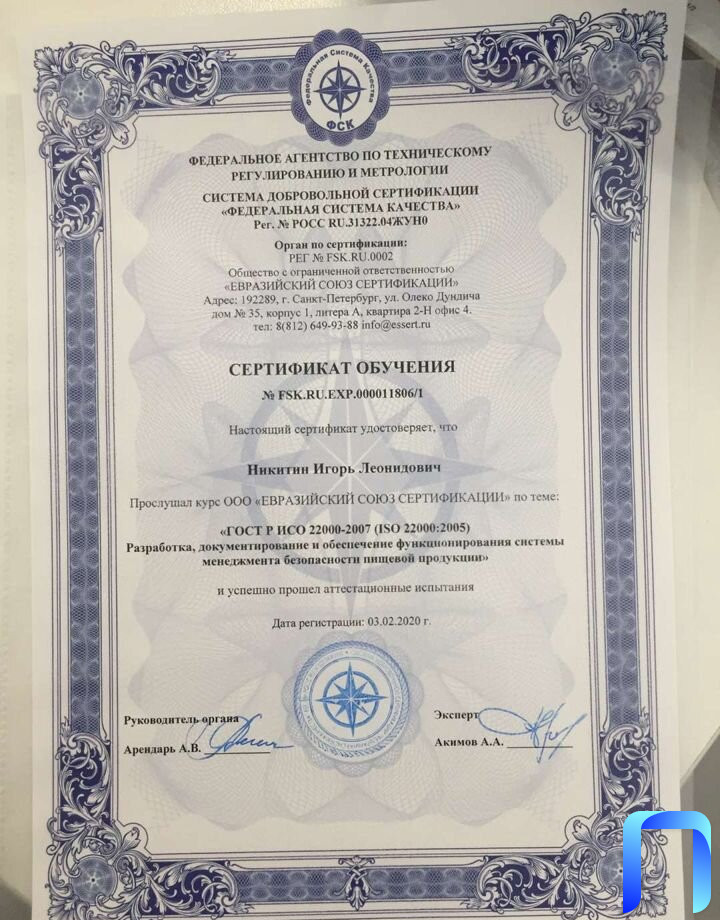 Федеральная Система Качества
ФСК
ФЕДЕРАЛЬНОЕ АГЕНТСТВО ПО ТЕХНИЧЕСКОМУ
РЕГУЛИРОВАНИЮ И МЕТРОЛОГИИ
СИСТЕМА ДОБРОВОЛЬНОЙ СЕРТИФИКАЦИИ
«ФЕДЕРАЛЬНАЯ СИСТЕМА КАЧЕСТВА»
Рег. № РОСС RU.31322.04ЖУН0
Орган по сертификации:
РЕГ № FSK.RU.0002
Общество с ограниченной ответственностью
«ЕВРАЗИЙСКИЙ СОЮЗ СЕРТИФИКАЦИИ»
Адрес: 192289, г. Санкт-Петербург, ул. Олеко Дундича
дом № 35, корпус 1, литера А, квартира 2-Н офис 4.
тел: 8(812) 649-93-88 info@essert.ru
СЕРТИФИКАТ ОБУЧЕНИЯ
№ FSK.RU.EXP.000011806/1
Настоящий сертификат удостоверяет, что
Никитин Игорь Леонидович
Прослушал курс ООО «ЕВРАЗИЙСКИЙ СОЮЗ СЕРТИФИКАЦИИ» по теме:
«ГОСТ Р ИСО 22000-2007 (ISO 22000:2005)
Разработка, документирование и обеспечение функционирования системы
менеджмента безопасности пищевой продукции»
и успешно прошел аттестационные испытания
Дата регистрации: 03.02.2020 г.
Руководитель органа
Арендарь А.В.
Эксперт
Акимов А.А.